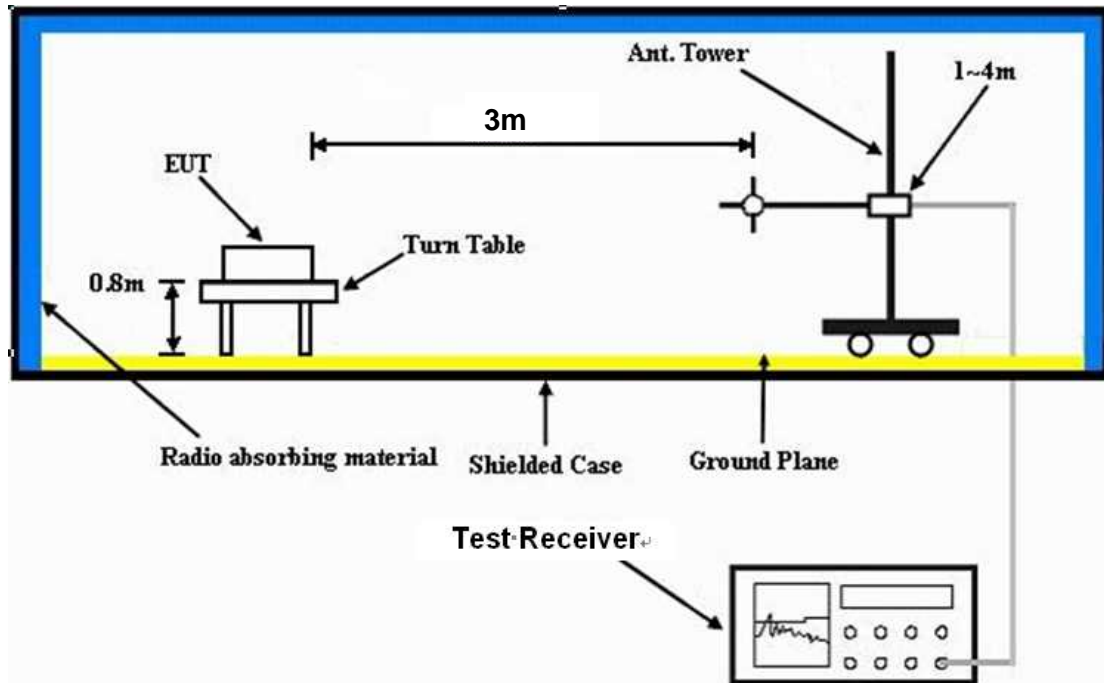 Ant. Tower
1~4m
3m
EUT
Turn Table
0.8m
Radio absorbing material
Shielded Case
Ground Plane
Test Receiver